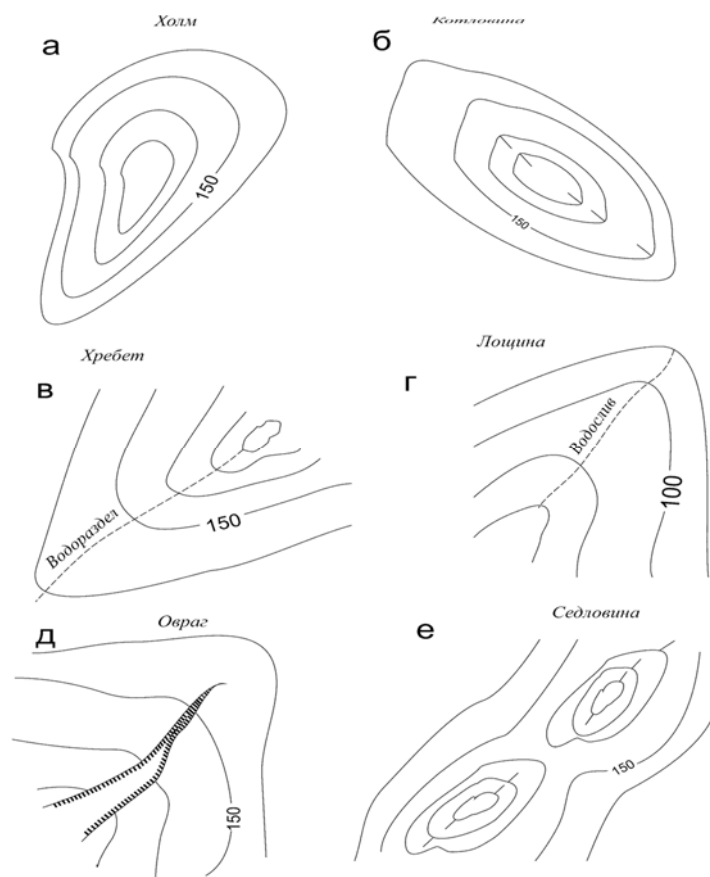 Холм
Котловина
а
б
150
150
Хребет
Лощина
в
г
Водораздел
150
Водослив
100
Овраг
Седловина
д
е
150
150